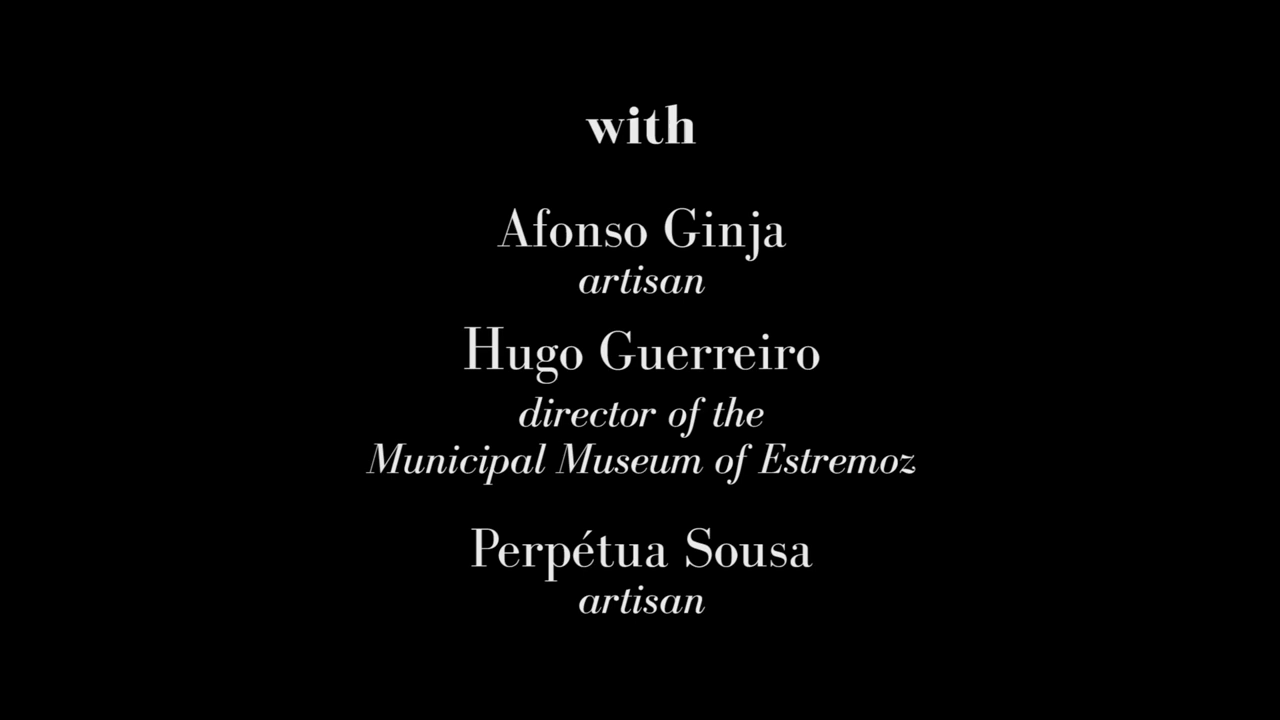 with
Afonso Ginja
artisan
Hugo Guerreiro
director of the
Municipal Museum of Estremoz
Perpétua Sousa
artisan